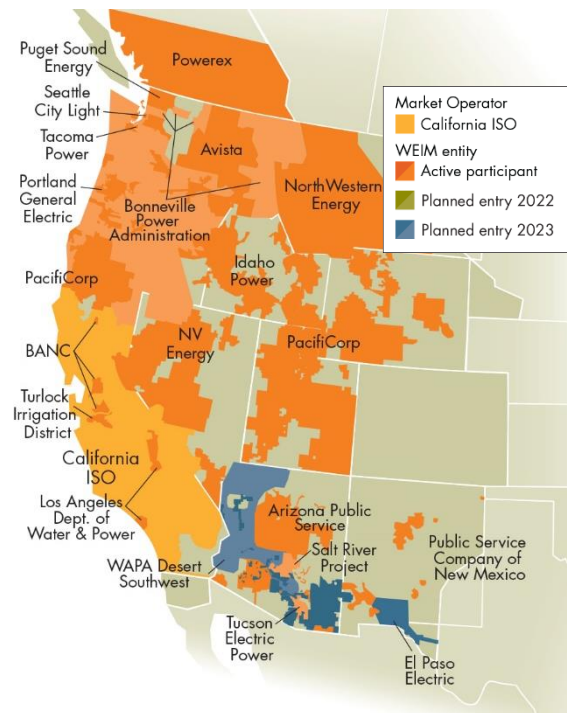 Powerex
Puget Sound
Energy
Seattle
City Light
Tacoma
Power
Avista
Portland
General
Electric
Bonneville
Power
Administration
NorthWestern
Energy
Market Operator
California ISO
WEIM entity
Active participant
Planned entry 2022
Planned entry 2023
PacifiCorp
Idaho
Power
BANC
NV
Energy
PacifiCorp
Turlock
Irrigation
District
California
ISO
Los Angeles
Dept. of
Water & Power
Arizona Public
Service
Salt River
Project
Public Service
Company of
New Mexico
WAPA Desert
Southwest
Tucson
Electric
Power
El Paso
Electric